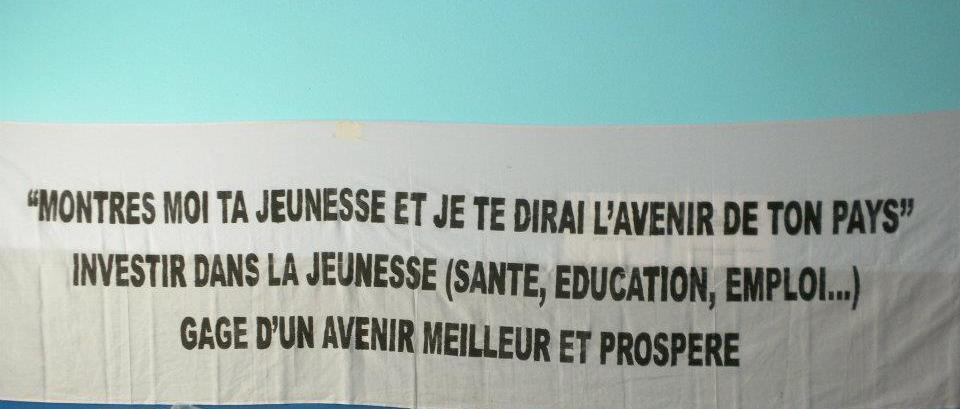 “MONTRES MOI TA JEUNESSE ET JE TE DIRAI L’AVENIR DE TON PAYS”
INVESTIR DANS LA JEUNESSE (SANTE, EDUCATION, EMPLOI...)
GAGE D’UN AVENIR MEILLEUR ET PROSPERE